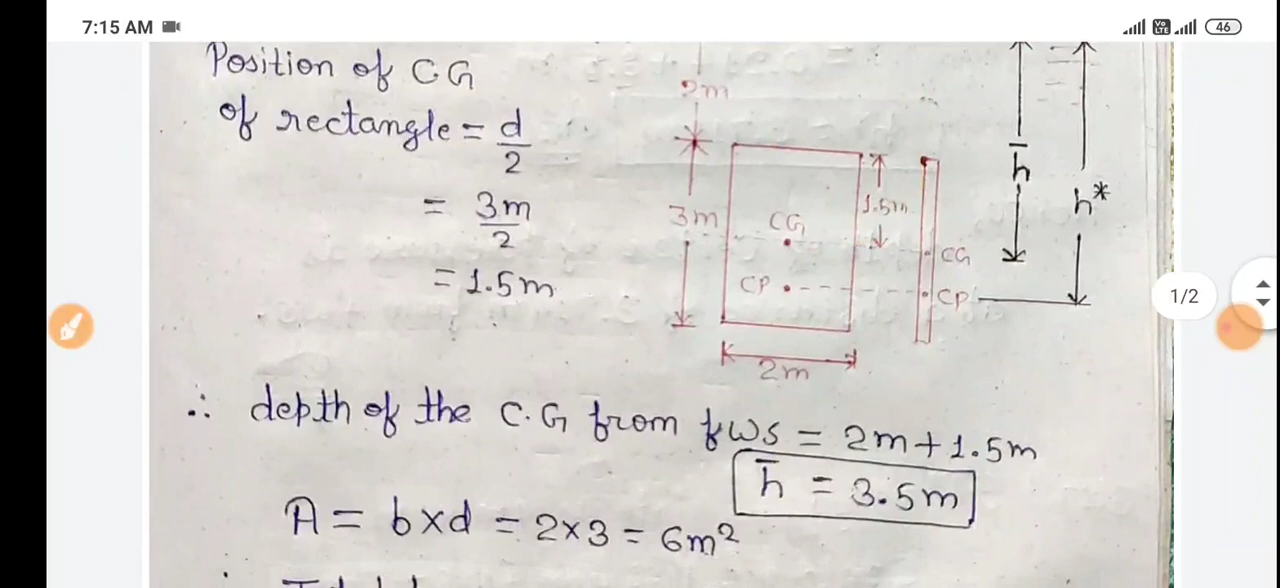 7:15 AM
Vo LTE
46
Position of CG
of rectangle = d/2
= 3m/2
= 1.5m
2m
3m
1.5m
CG
CP
2m
CG
CP
h̄
h*
1/2
∴ depth of the C.G from fws = 2m + 1.5m
h̄ = 3.5m
A = b×d = 2×3 = 6m²